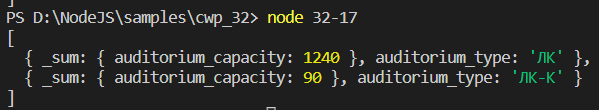 PS D:\NodeJS\samples\cwp_32> node 32-17
[
  { _sum: { auditorium_capacity: 1240 }, auditorium_type: 'ЛК' },
  { _sum: { auditorium_capacity: 90 }, auditorium_type: 'ЛК-К' }
]